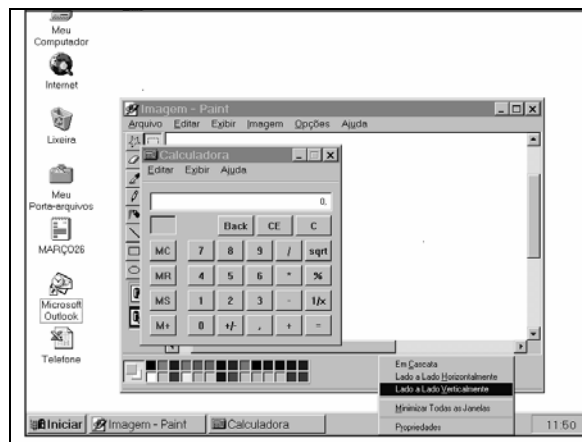 Meu
Computador
Internet
Lixeira
Meu
Porta-arquivos
MARÇO26
Microsoft
Outlook
Telefone
Imagem - Paint
Arquivo Editar Exibir Imagem Opções Ajuda
Calculadora
Editar Exibir Ajuda
0,
Back CE C
MC 7 8 9 / sqrt
MR 4 5 6 * %
MS 1 2 3 - 1/x
M+ 0 +/- , + =
Em Cascata
Lado a Lado Horizontalmente
Lado a Lado Verticalmente
Minimizar Todas as Janelas
Propriedades
Iniciar Imagem - Paint Calculadora 11:50